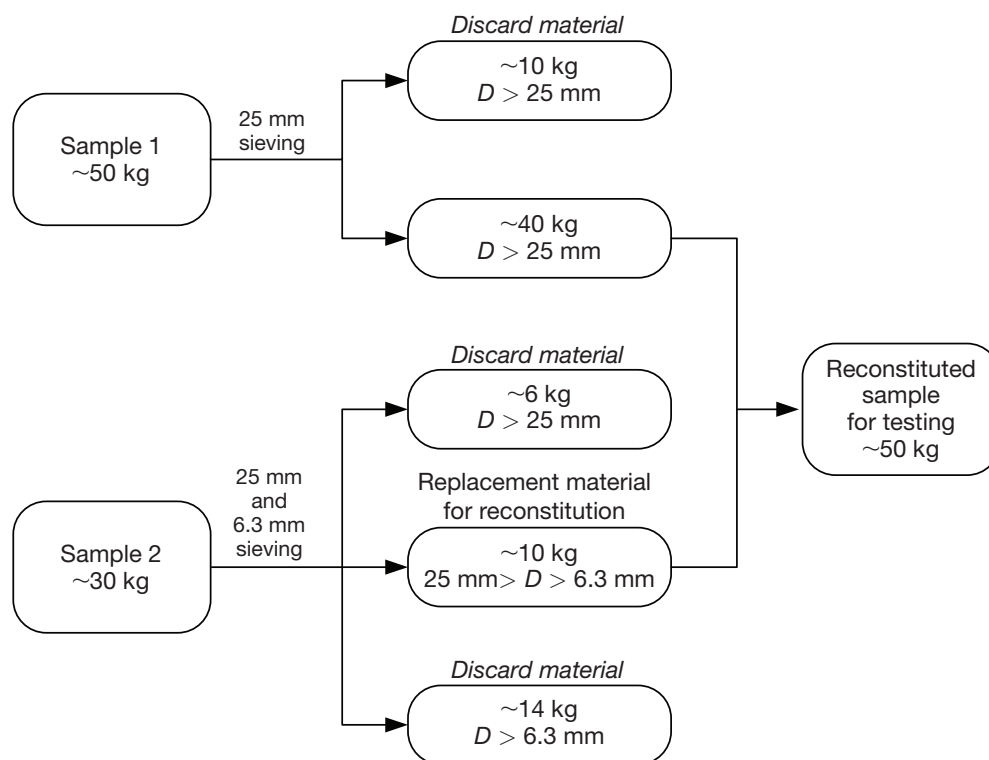 Discard material
~10 kg
D > 25 mm
Sample 1
~50 kg
25 mm
sieving
~40 kg
D > 25 mm
Discard material
~6 kg
D > 25 mm
Reconstituted
sample
for testing
~50 kg
25 mm
and
6.3 mm
sieving
Replacement material
for reconstitution
~10 kg
25 mm> D > 6.3 mm
Sample 2
~30 kg
Discard material
~14 kg
D > 6.3 mm